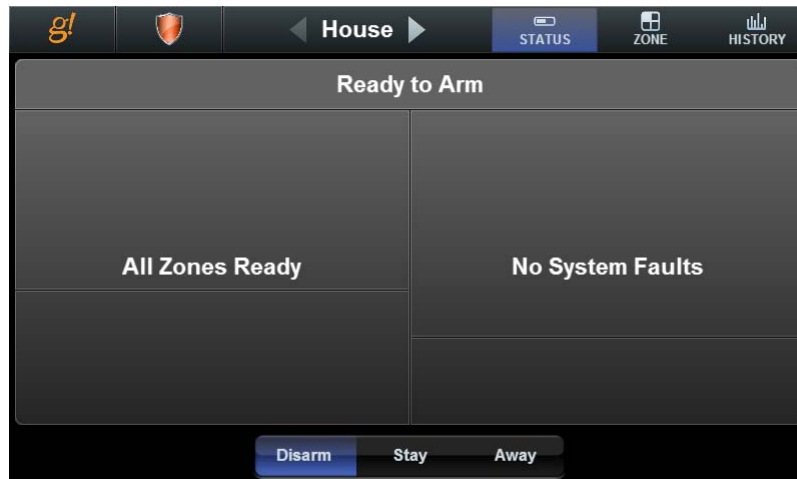 g!
House
STATUS
ZONE
HISTORY
Ready to Arm
All Zones Ready
No System Faults
Disarm
Stay
Away